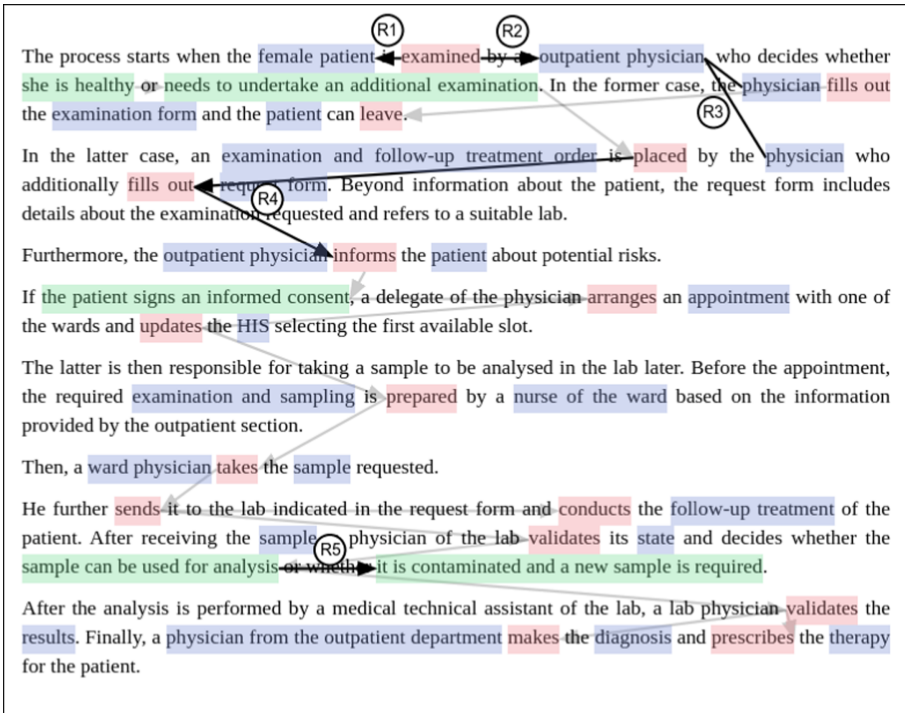 R1 R2
The process starts when the female patient is examined by a outpatient physician, who decides whether
she is healthy or needs to undertake an additional examination. In the former case, the physician fills out
the examination form and the patient can leave.
R3
In the latter case, an examination and follow-up treatment order is placed by the physician who
additionally fills out request form. Beyond information about the patient, the request form includes
R4
details about the examination requested and refers to a suitable lab.
Furthermore, the outpatient physician informs the patient about potential risks.
If the patient signs an informed consent, a delegate of the physician arranges an appointment with one of
the wards and updates the HIS selecting the first available slot.
The latter is then responsible for taking a sample to be analysed in the lab later. Before the appointment,
the required examination and sampling is prepared by a nurse of the ward based on the information
provided by the outpatient section.
Then, a ward physician takes the sample requested.
He further sends it to the lab indicated in the request form and conducts the follow-up treatment of the
patient. After receiving the sample physician of the lab validates its state and decides whether the
R5
sample can be used for analysis or whether it is contaminated and a new sample is required.
After the analysis is performed by a medical technical assistant of the lab, a lab physician validates the
results. Finally, a physician from the outpatient department makes the diagnosis and prescribes the therapy
for the patient.